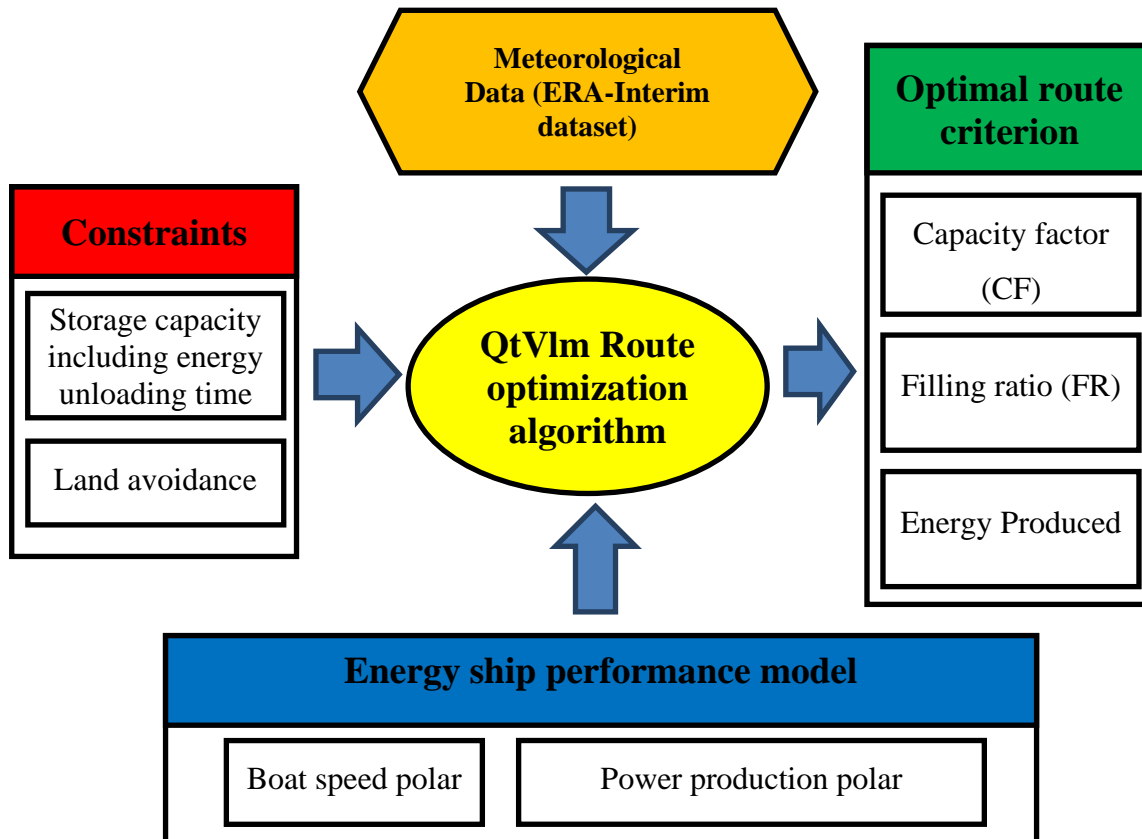 Meteorological
Data (ERA-Interim
dataset)
Optimal route
criterion
Capacity factor
(CF)
Filling ratio (FR)
Energy Produced
Constraints
Storage capacity
including energy
unloading time
Land avoidance
QtVlm Route
optimization
algorithm
Energy ship performance model
Boat speed polar
Power production polar